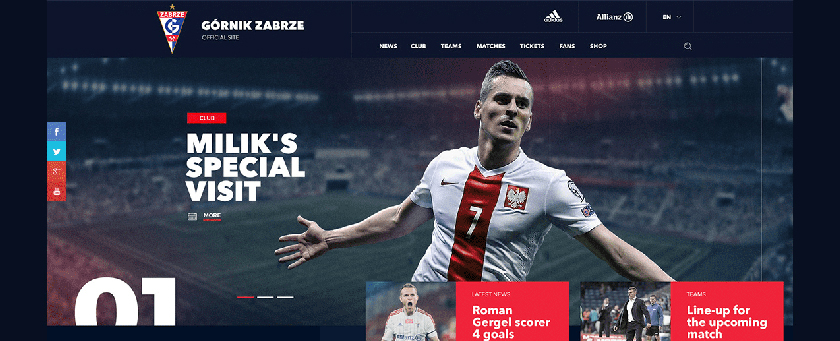 ZABRZE
G
GÓRNIK ZABRZE
OFFICIAL SITE
adidas
Allianz
EN
NEWS CLUB TEAMS MATCHES TICKETS FANS SHOP
CLUB
MILIK'S
SPECIAL
VISIT
MORE
7
01
LATEST NEWS
Roman
Gergel scorer
4 goals
TEAMS
Line-up for
the upcoming
match